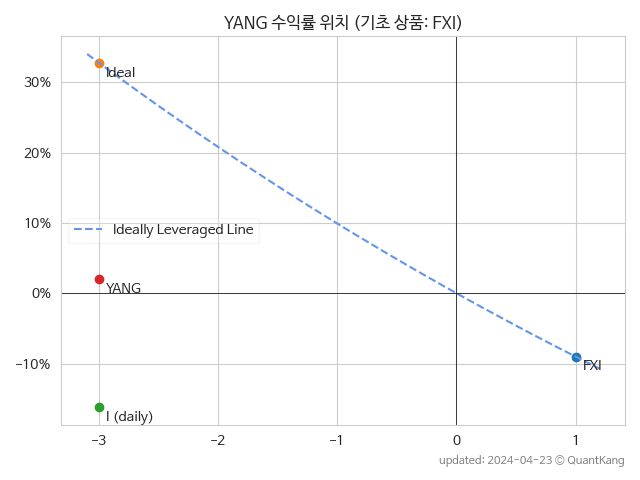 YANG 수익률 위치 (기초 상품: FXI)
30%
20%
10%
0%
-10%
Ideal
Ideally Leveraged Line
YANG
FXI
I (daily)
-3
-2
-1
0
1
updated: 2024-04-23 © QuantKang